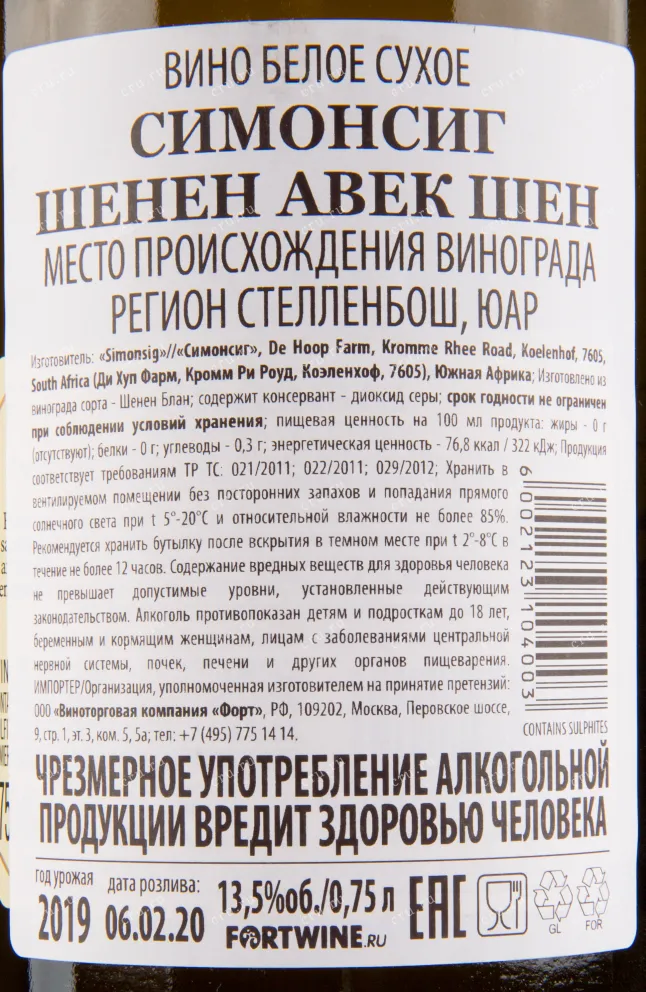 ВИНО БЕЛОЕ СУХОЕ
СИМОНСИГ
ШЕНЕН АВЕК ШЕН
МЕСТО ПРОИСХОЖДЕНИЯ ВИНОГРАДА
РЕГИОН СТЕЛЛЕНБОШ, ЮАР
Изготовитель: «Simonsig»//«Симонсиг», De Hoop Farm, Kromme Rhee Road, Koelenhof, 7605,
South Africa (Ди Хуп Фарм, Кромм Ри Роуд, Коэленхоф, 7605), Южная Африка; Изготовлено из
винограда сорта - Шенен Блан; содержит консервант - диоксид серы; срок годности не ограничен
при соблюдении условий хранения; пищевая ценность на 100 мл продукта: жиры - 0 г
(отсутствуют); белки - 0 г; углеводы - 0,3 г; энергетическая ценность - 76,8 ккал / 322 кДж; Продукция
соответствует требованиям ТР ТС: 021/2011; 022/2011; 029/2012; Хранить в
вентилируемом помещении без посторонних запахов и попадания прямого
солнечного света при t 5°-20°С и относительной влажности не более 85%.
Рекомендуется хранить бутылку после вскрытия в темном месте при t 2°-8°С в
течение не более 12 часов. Содержание вредных веществ для здоровья человека
не превышает допустимые уровни, установленные действующим
законодательством. Алкоголь противопоказан детям и подросткам до 18 лет,
беременным и кормящим женщинам, лицам с заболеваниями центральной
нервной системы, почек, печени и других органов пищеварения.
ИМПОРТЕР/Организация, уполномоченная изготовителем на принятие претензий:
ООО «Виноторговая компания «Форт», РФ, 109202, Москва, Перовское шоссе,
9, стр. 1, эт. 3, ком. 5, 5а; тел: +7 (495) 775 14 14.
6 002123 104003
CONTAINS SULPHITES
ЧРЕЗМЕРНОЕ УПОТРЕБЛЕНИЕ АЛКОГОЛЬНОЙ
ПРОДУКЦИИ ВРЕДИТ ЗДОРОВЬЮ ЧЕЛОВЕКА
год урожая
2019
дата розлива:
06.02.20
13,5%об./0,75 л
FORTWINE.RU
EAC
GL
FOR